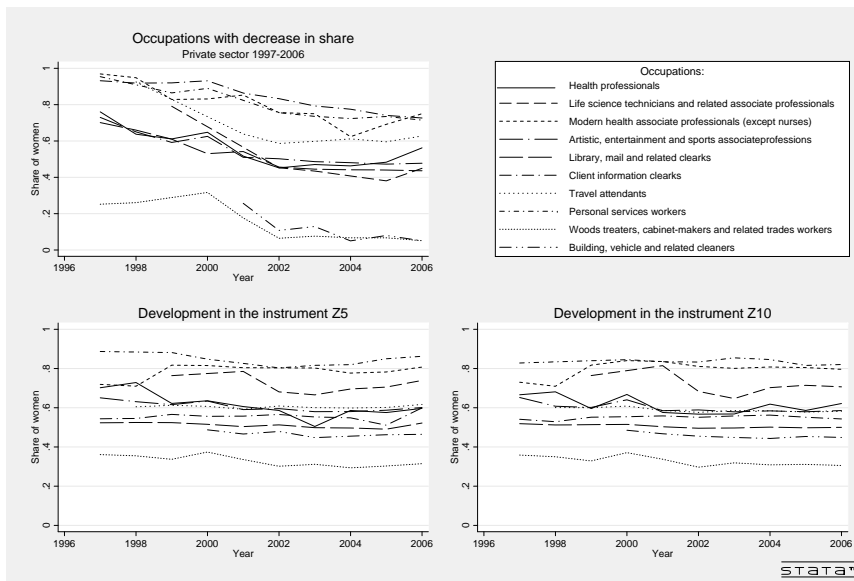 Occupations with decrease in share
Private sector 1997-2006
Share of women
0 .2 .4 .6 .8 1
1996 1998 2000 2002 2004 2006
Year
Occupations:
Health professionals
Life science technicians and related associate professionals
Modern health associate professionals (except nurses)
Artistic, entertainment and sports associateprofessions
Library, mail and related clearks
Client information clearks
Travel attendants
Personal services workers
Woods treaters, cabinet-makers and related trades workers
Building, vehicle and related cleaners
Development in the instrument Z5
Share of women
0 .2 .4 .6 .8 1
1996 1998 2000 2002 2004 2006
Year
Development in the instrument Z10
Share of women
0 .2 .4 .6 .8 1
1996 1998 2000 2002 2004 2006
Year
STATA™